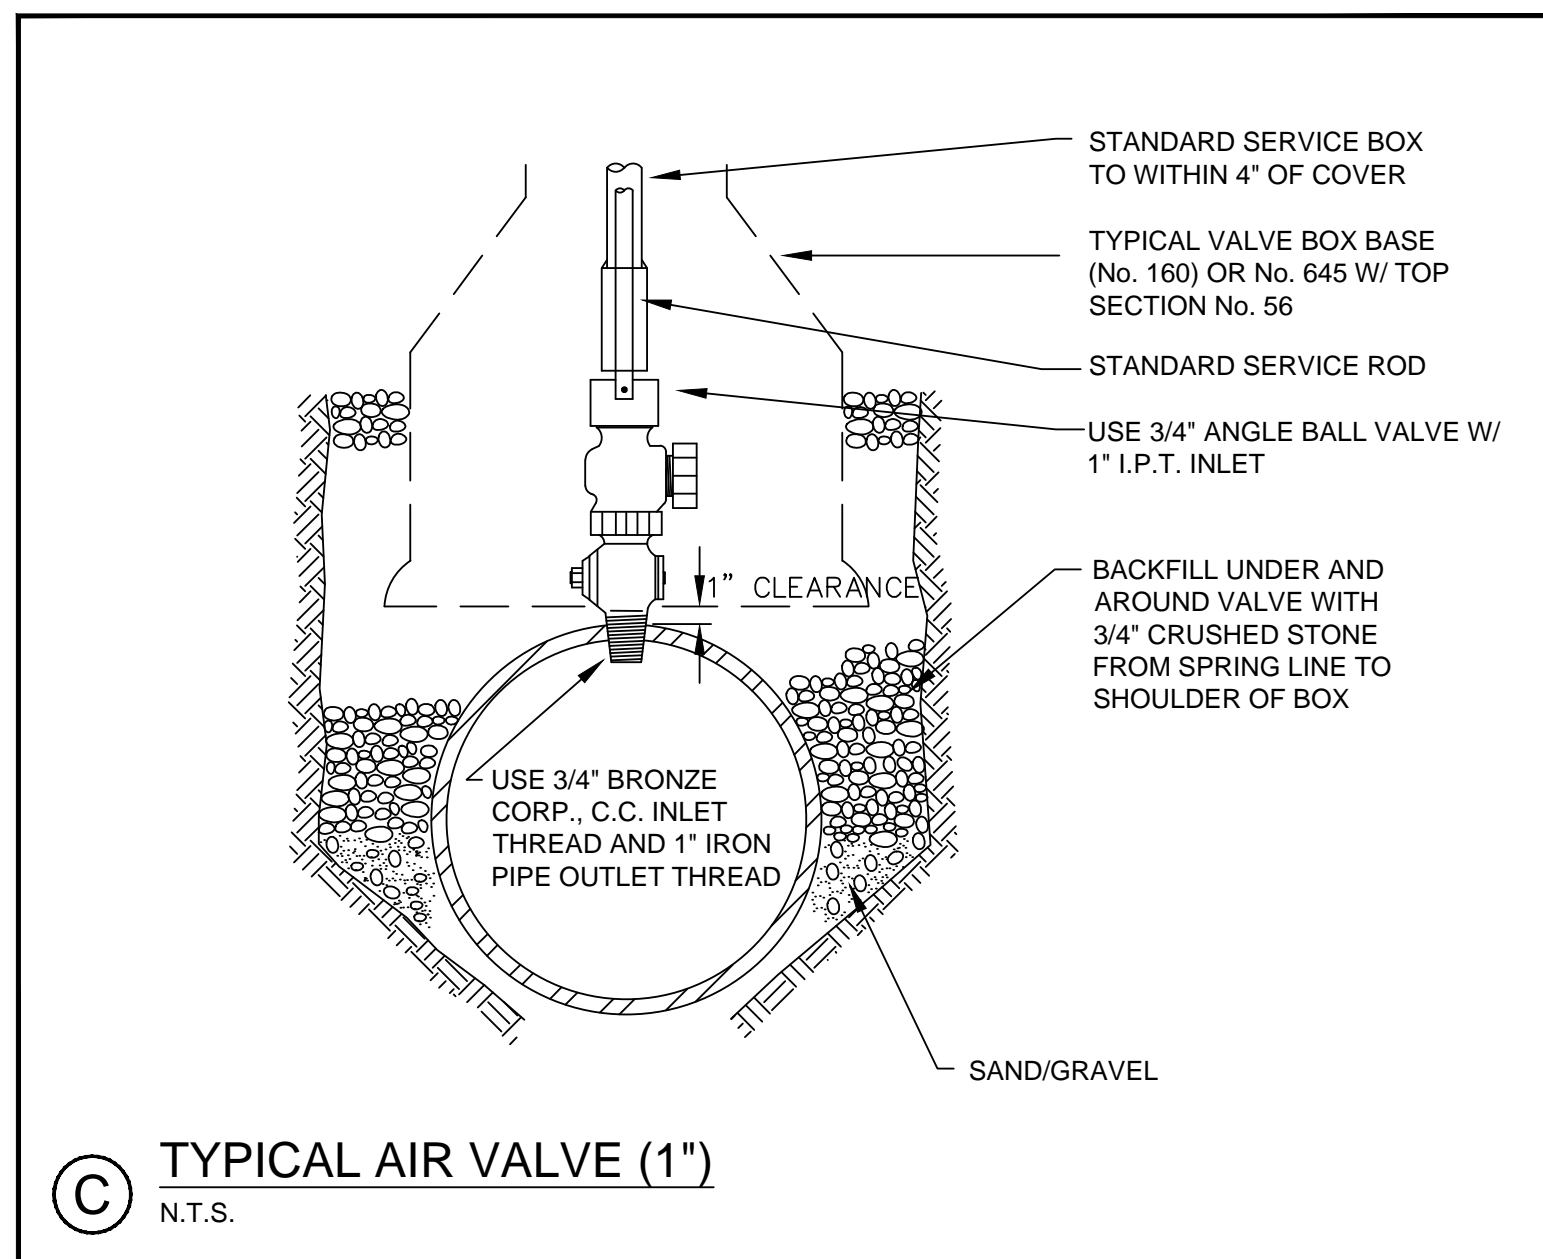 STANDARD SERVICE BOX
TO WITHIN 4" OF COVER
TYPICAL VALVE BOX BASE
(No. 160) OR No. 645 W/ TOP
SECTION No. 56
STANDARD SERVICE ROD
USE 3/4" ANGLE BALL VALVE W/
1" I.P.T. INLET
1" CLEARANCE
BACKFILL UNDER AND
AROUND VALVE WITH
3/4" CRUSHED STONE
FROM SPRING LINE TO
SHOULDER OF BOX
USE 3/4" BRONZE
CORP., C.C. INLET
THREAD AND 1" IRON
PIPE OUTLET THREAD
SAND/GRAVEL
C
TYPICAL AIR VALVE (1")
N.T.S.